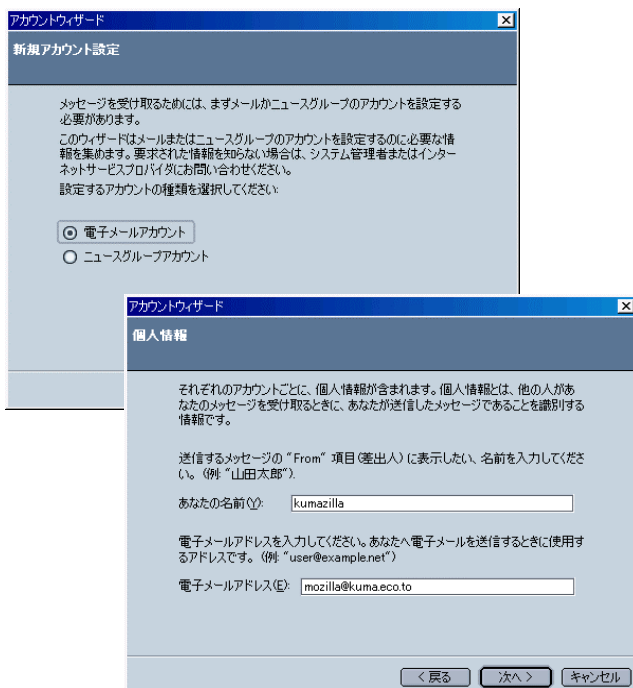 アカウントウィザード
新規アカウント設定
メッセージを受け取るためには、まずメールかニュースグループのアカウントを設定する
必要があります。
このウィザードはメールまたはニュースグループのアカウントを設定するのに必要な情
報を集めます。要求された情報を知らない場合は、システム管理者またはインター
ネットサービスプロバイダにお問い合わせください。
設定するアカウントの種類を選択してください:
電子メールアカウント
ニュースグループアカウント
アカウントウィザード
個人情報
それぞれのアカウントごとに、個人情報が含まれます。個人情報とは、他の人があ
なたのメッセージを受け取るときに、あなたが送信したメッセージであることを識別する
情報です。
送信するメッセージの "From" 項目(差出人)に表示したい、名前を入力してくださ
い。(例: "山田太郎").
あなたの名前(Y): kumazilla
電子メールアドレスを入力してください。あなたへ電子メールを送信するときに使用す
るアドレスです。(例: "user@example.net")
電子メールアドレス(E): mozilla@kuma.eco.to
< 戻る 次へ > キャンセル